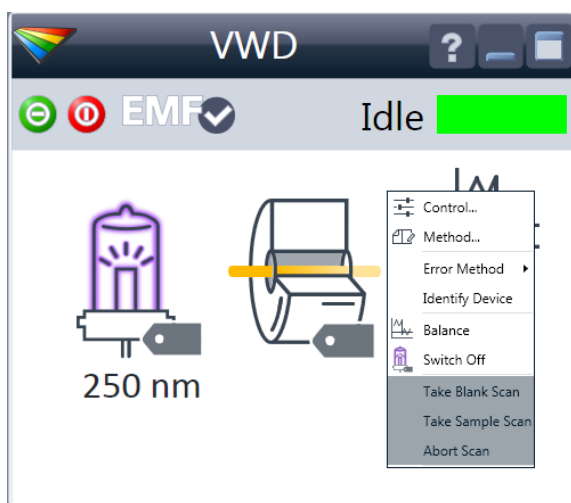 VWD
?
EMF
Idle
Control...
Method...
Error Method
Identify Device
Balance
Switch Off
Take Blank Scan
Take Sample Scan
Abort Scan
250 nm